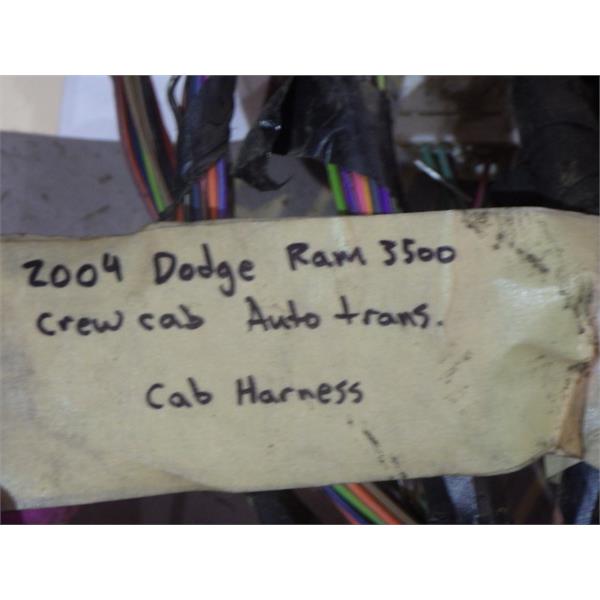 2004 Dodge Ram 3500
crew cab Auto trans.
Cab Harness